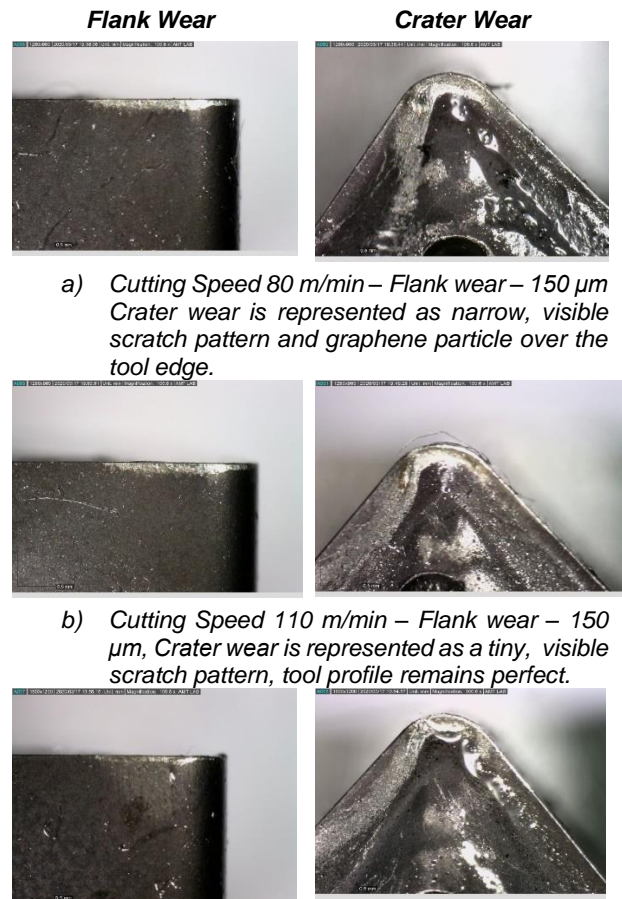 Flank Wear Crater Wear
a) Cutting Speed 80 m/min – Flank wear – 150 µm
Crater wear is represented as narrow, visible
scratch pattern and graphene particle over the
tool edge.
b) Cutting Speed 110 m/min – Flank wear – 150
µm, Crater wear is represented as a tiny, visible
scratch pattern, tool profile remains perfect.